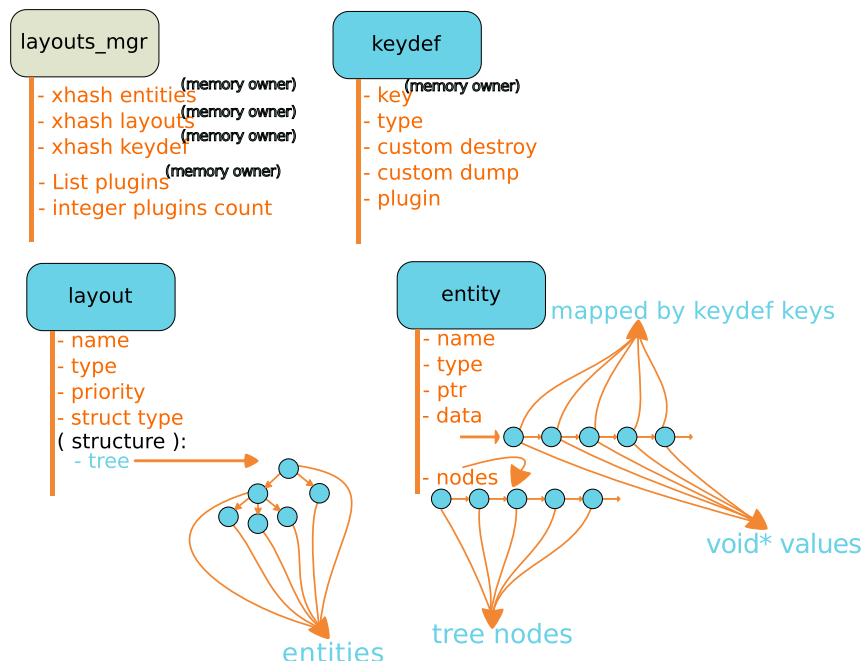 layouts_mgr
- xhash entities (memory owner)
- xhash layouts (memory owner)
- xhash keydef (memory owner)
- List plugins (memory owner)
- integer plugins count
keydef
- key (memory owner)
- type
- custom destroy
- custom dump
- plugin
layout
- name
- type
- priority
- struct type
( structure ):
- tree
entities
entity
- name
- type
- ptr
- data
- nodes
mapped by keydef keys
void* values
tree nodes